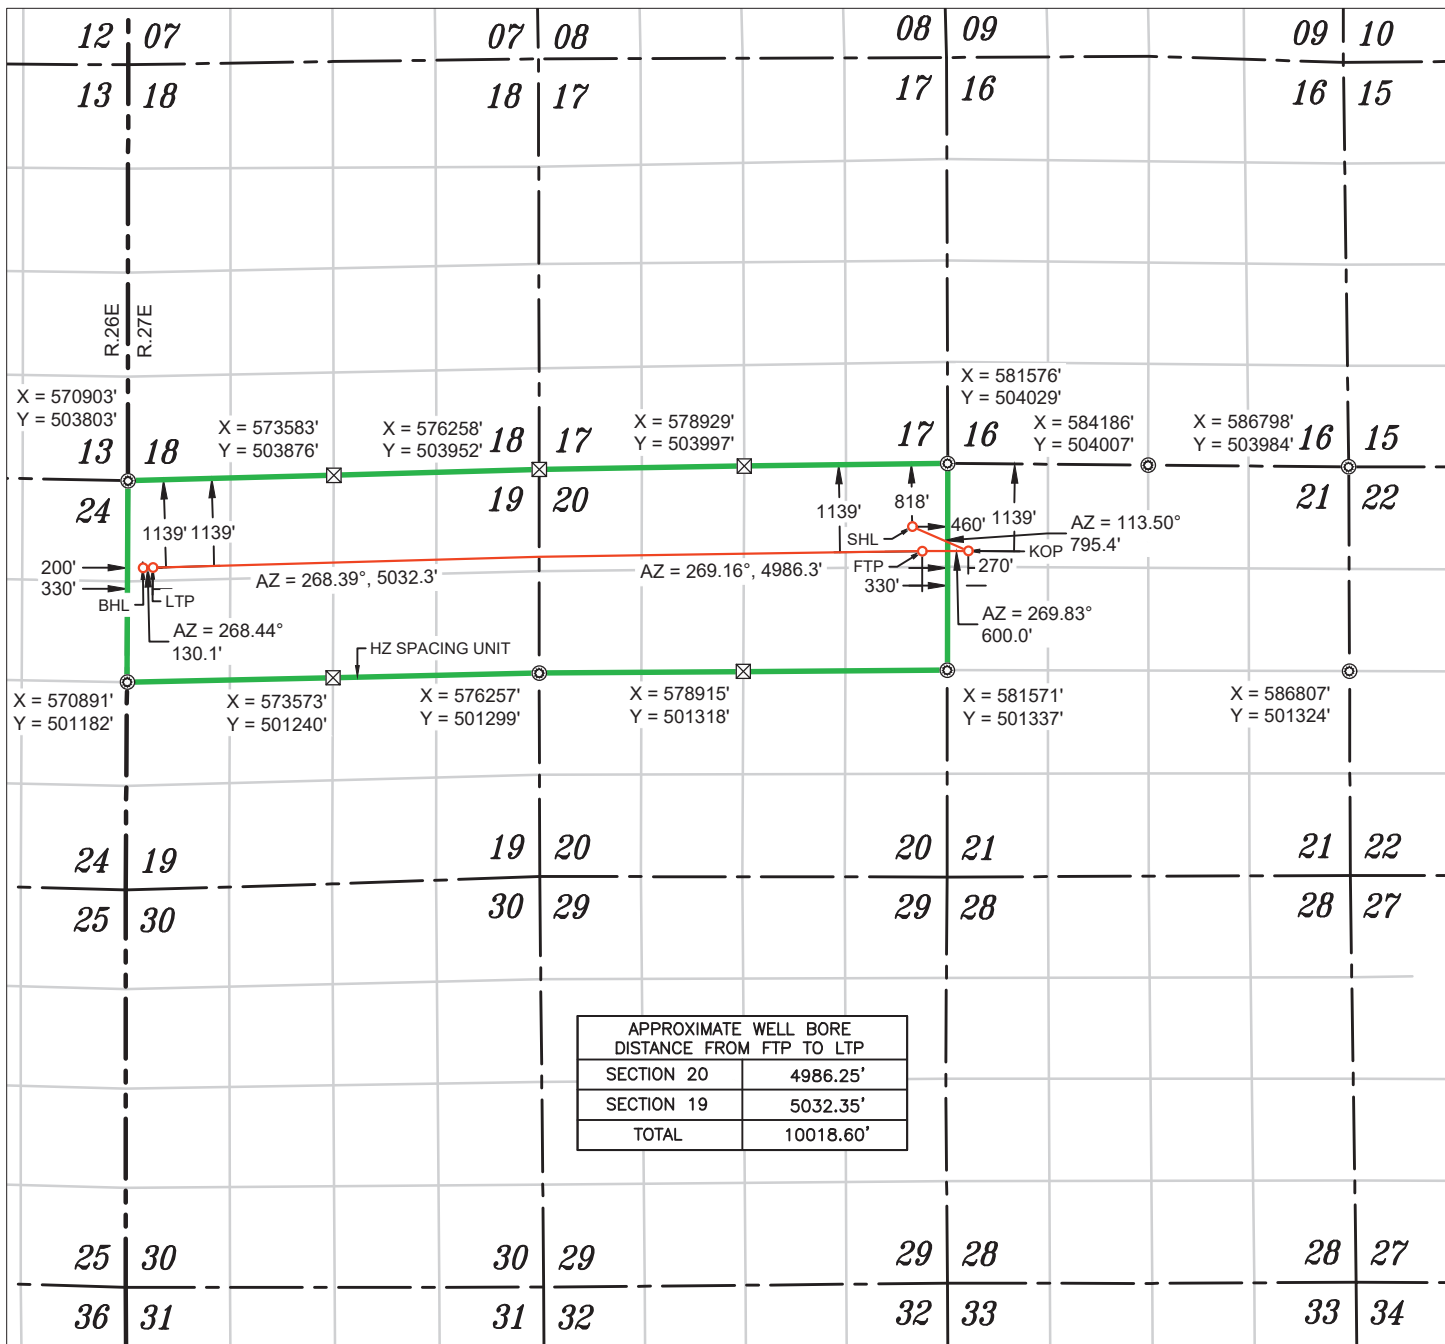 12 07
07 08
08 09
09 10
13 18
18 17
17 16
16 15
R.26E
R.27E
X = 570903'
Y = 503803'
X = 573583'
Y = 503876'
X = 576258'
Y = 503952'
X = 578929'
Y = 503997'
X = 581576'
Y = 504029'
X = 584186'
Y = 504007'
X = 586798'
Y = 503984'
13 18
18 17
17 16
16 15
24
19 20
21 22
1139'
1139'
1139'
818'
SHL
460'
1139'
AZ = 113.50°
795.4'
KOP
FTP
270'
330'
200'
330'
BHL
LTP
AZ = 268.39°, 5032.3'
AZ = 269.16°, 4986.3'
AZ = 268.44°
130.1'
AZ = 269.83°
600.0'
HZ SPACING UNIT
X = 570891'
Y = 501182'
X = 573573'
Y = 501240'
X = 576257'
Y = 501299'
X = 578915'
Y = 501318'
X = 581571'
Y = 501337'
X = 586807'
Y = 501324'
24 19
19 20
20 21
21 22
25 30
30 29
29 28
28 27
APPROXIMATE WELL BORE
DISTANCE FROM FTP TO LTP
SECTION 20 4986.25'
SECTION 19 5032.35'
TOTAL 10018.60'
25 30
30 29
29 28
28 27
36 31
31 32
32 33
33 34